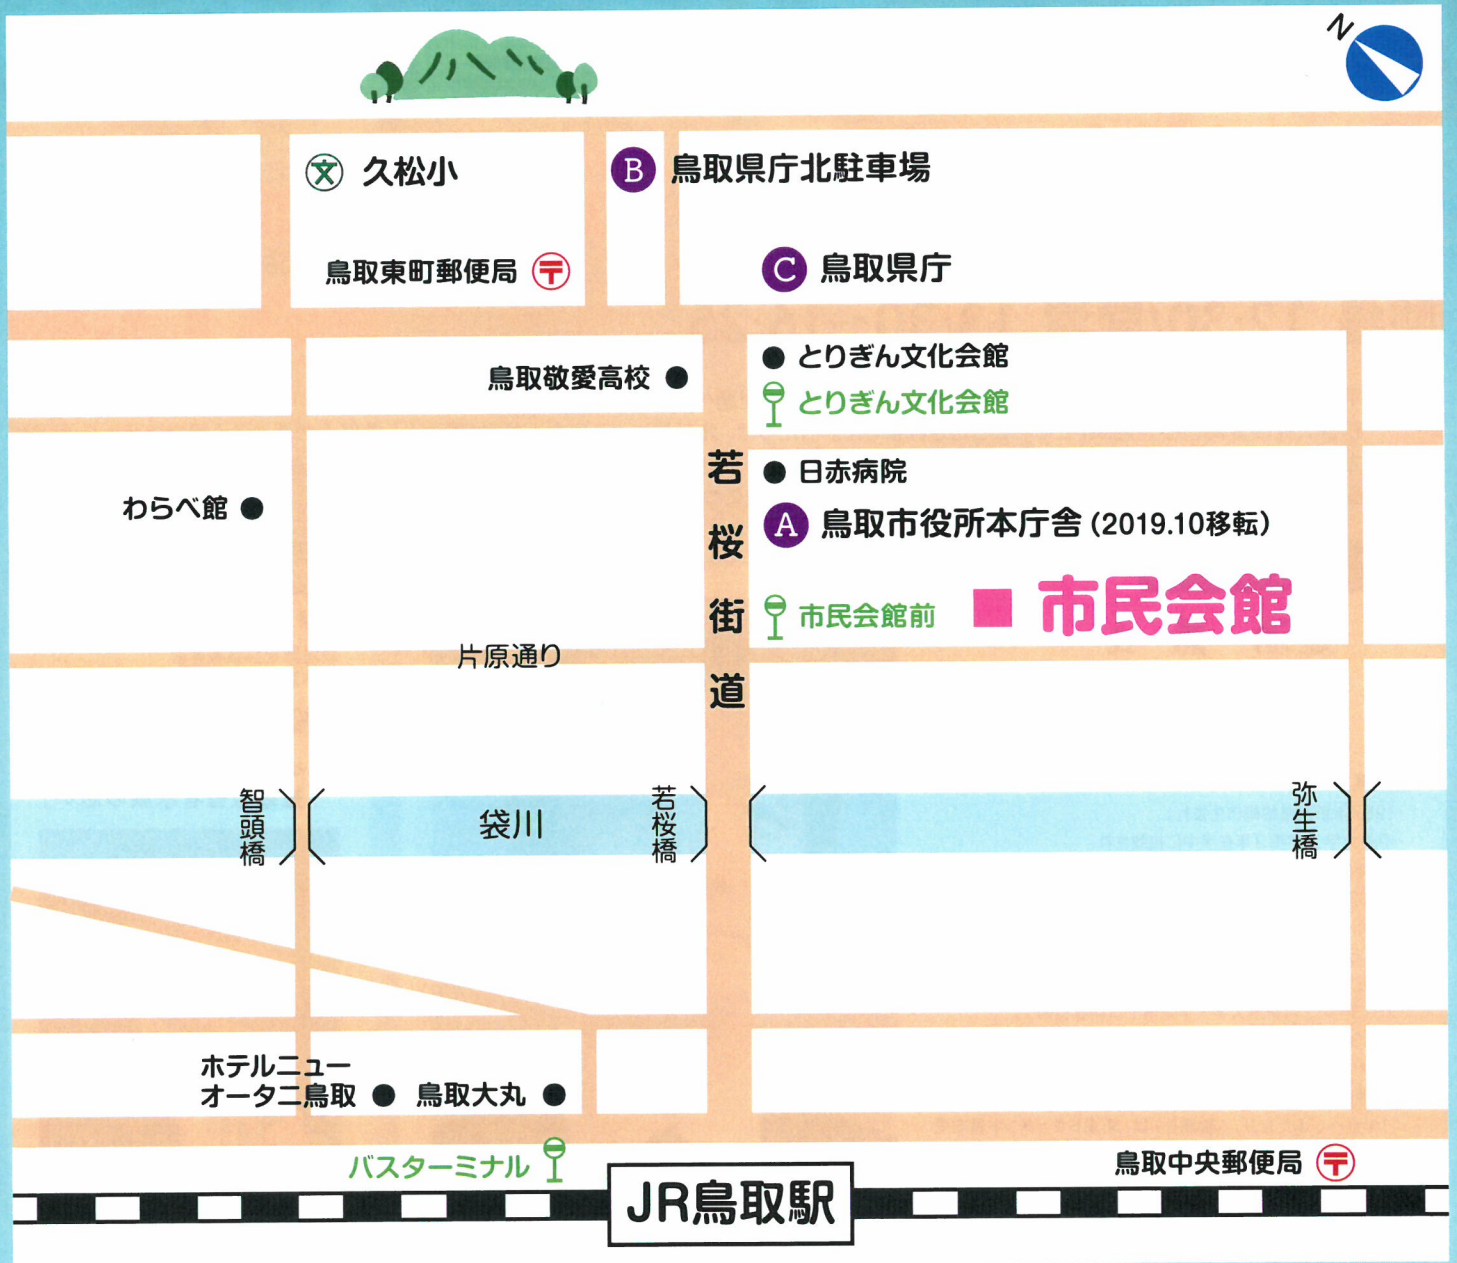 N
文 久松小
B 鳥取県庁北駐車場
鳥取東町郵便局 〒
C 鳥取県庁
とりぎん文化会館
鳥取敬愛高校
とりぎん文化会館
若桜街道
日赤病院
わらべ館
A 鳥取市役所本庁舎 (2019.10移転)
市民会館前
市民会館
片原通り
智頭橋
袋川
若桜橋
弥生橋
ホテルニュー
オータニ鳥取
鳥取大丸
バスターミナル
鳥取中央郵便局 〒
JR鳥取駅